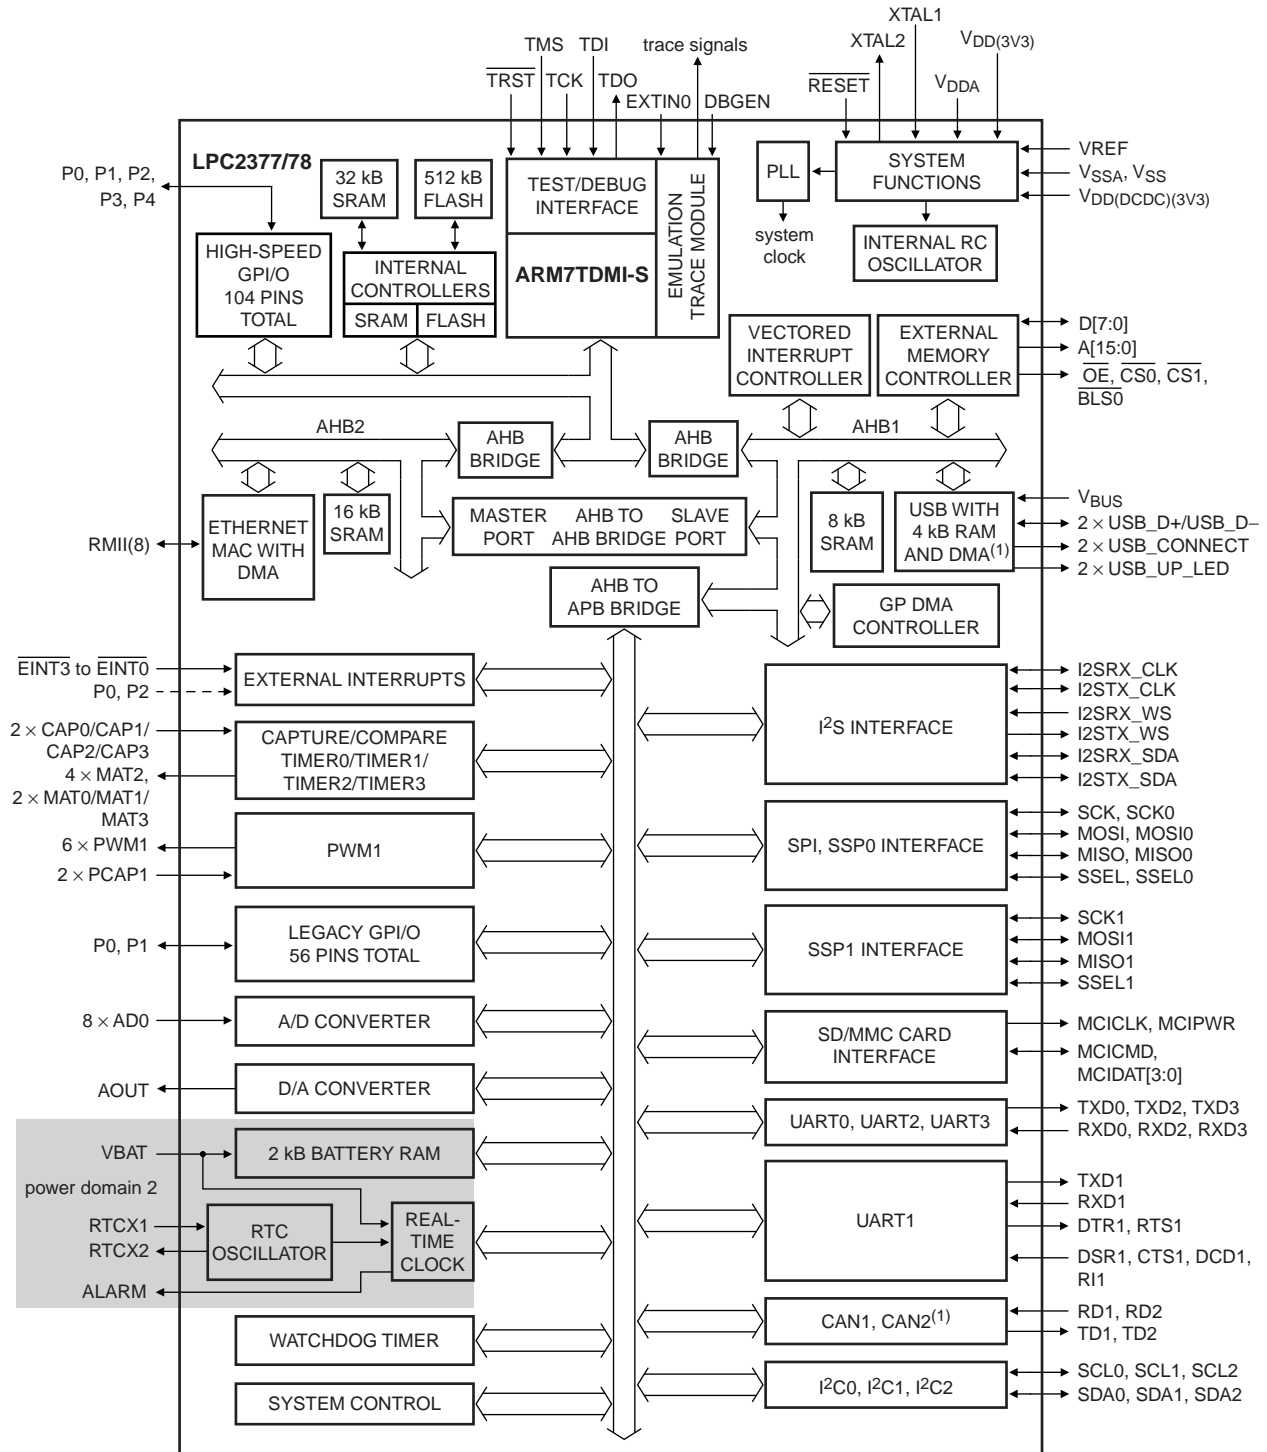 XTAL1
TMS TDI trace signals XTAL2 VDD(3V3)
TRST TCK TDO RESET VDDA
EXTIN0 DBGEN
LPC2377/78
P0, P1, P2,
P3, P4
32 kB
SRAM
512 kB
FLASH
TEST/DEBUG
INTERFACE
EMULATION
TRACE MODULE
PLL
SYSTEM
FUNCTIONS
VREF
VSSA, VSS
VDD(DCDC)(3V3)
system
clock
HIGH-SPEED
GPI/O
104 PINS
TOTAL
INTERNAL
CONTROLLERS
SRAM FLASH
ARM7TDMI-S
INTERNAL RC
OSCILLATOR
VECTORED
INTERRUPT
CONTROLLER
EXTERNAL
MEMORY
CONTROLLER
D[7:0]
A[15:0]
OE, CS0, CS1,
BLS0
AHB2
AHB
BRIDGE
AHB
BRIDGE
AHB1
ETHERNET
MAC WITH
DMA
RMII(8)
16 kB
SRAM
MASTER AHB TO SLAVE
PORT AHB BRIDGE PORT
8 kB
SRAM
USB WITH
4 kB RAM
AND DMA(1)
VBUS
2 × USB_D+/USB_D−
2 × USB_CONNECT
2 × USB_UP_LED
AHB TO
APB BRIDGE
GP DMA
CONTROLLER
EINT3 to EINT0
P0, P2
EXTERNAL INTERRUPTS
I2S INTERFACE
I2SRX_CLK
I2STX_CLK
I2SRX_WS
I2STX_WS
I2SRX_SDA
I2STX_SDA
2 × CAP0/CAP1/
CAP2/CAP3
4 × MAT2,
2 × MAT0/MAT1/
MAT3
CAPTURE/COMPARE
TIMER0/TIMER1/
TIMER2/TIMER3
6 × PWM1
2 × PCAP1
PWM1
SPI, SSP0 INTERFACE
SCK, SCK0
MOSI, MOSI0
MISO, MISO0
SSEL, SSEL0
P0, P1
LEGACY GPI/O
56 PINS TOTAL
SSP1 INTERFACE
SCK1
MOSI1
MISO1
SSEL1
8 × AD0
A/D CONVERTER
SD/MMC CARD
INTERFACE
MCICLK, MCIPWR
MCICMD,
MCIDAT[3:0]
AOUT
D/A CONVERTER
UART0, UART2, UART3
TXD0, TXD2, TXD3
RXD0, RXD2, RXD3
VBAT
2 kB BATTERY RAM
power domain 2
RTCX1
RTCX2
RTC
OSCILLATOR
REAL-
TIME
CLOCK
ALARM
UART1
TXD1
RXD1
DTR1, RTS1
DSR1, CTS1, DCD1,
RI1
WATCHDOG TIMER
CAN1, CAN2(1)
RD1, RD2
TD1, TD2
SYSTEM CONTROL
I2C0, I2C1, I2C2
SCL0, SCL1, SCL2
SDA0, SDA1, SDA2